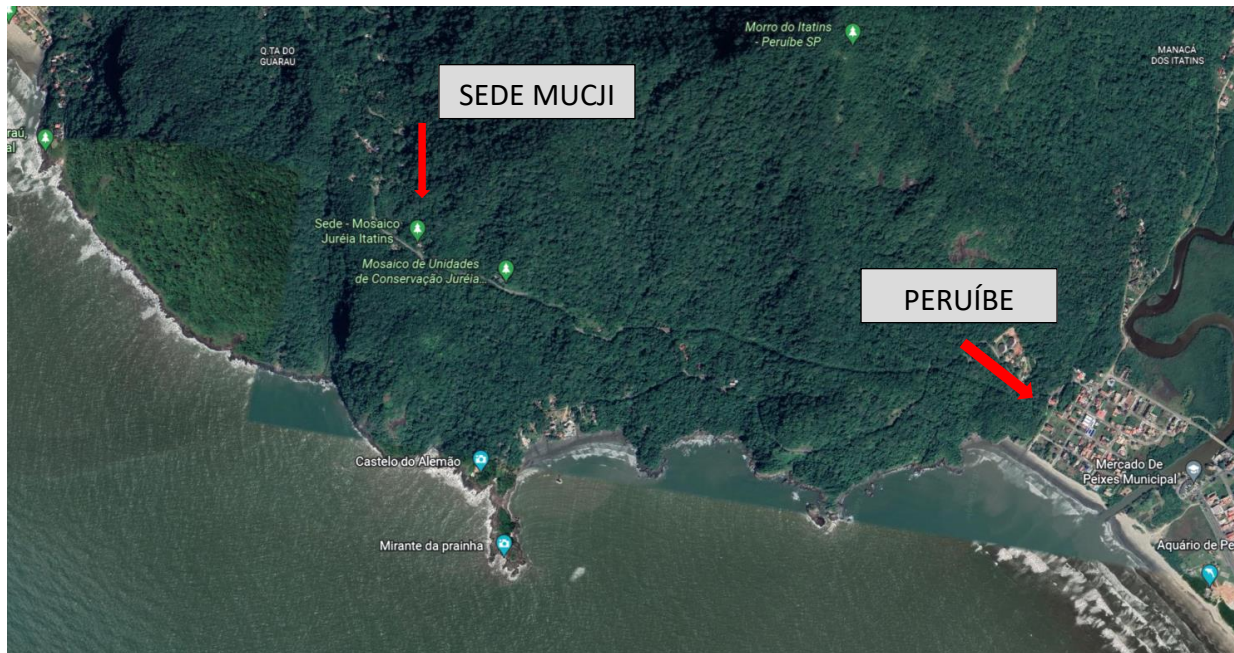 Morro do Itatins
- Peruíbe SP
Q.TA DO
GUARAU
MANACÁ
DOS ITATINS
SEDE MUCJI
Sede - Mosaico
Juréia Itatins
Mosaico de Unidades
de Conservação Juréia...
PERUÍBE
Castelo do Alemão
Mercado De
Peixes Municipal
Mirante da prainha
Aquário de Pe